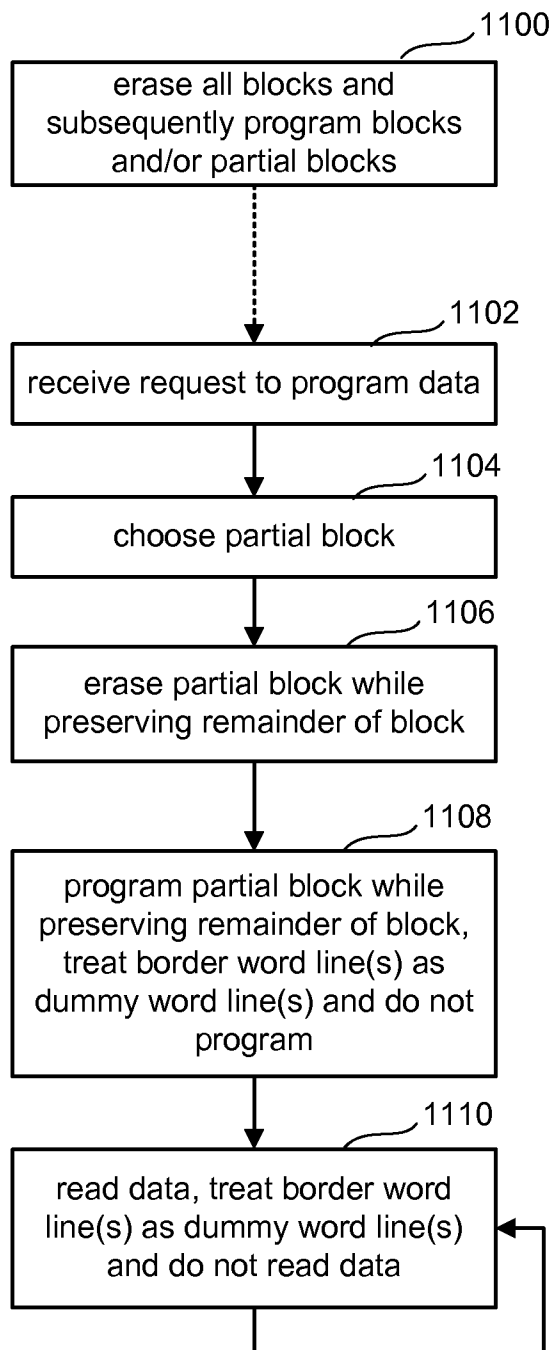 1100
erase all blocks and
subsequently program blocks
and/or partial blocks
1102
receive request to program data
1104
choose partial block
1106
erase partial block while
preserving remainder of block
1108
program partial block while
preserving remainder of block,
treat border word line(s) as
dummy word line(s) and do not
program
1110
read data, treat border word
line(s) as dummy word line(s)
and do not read data